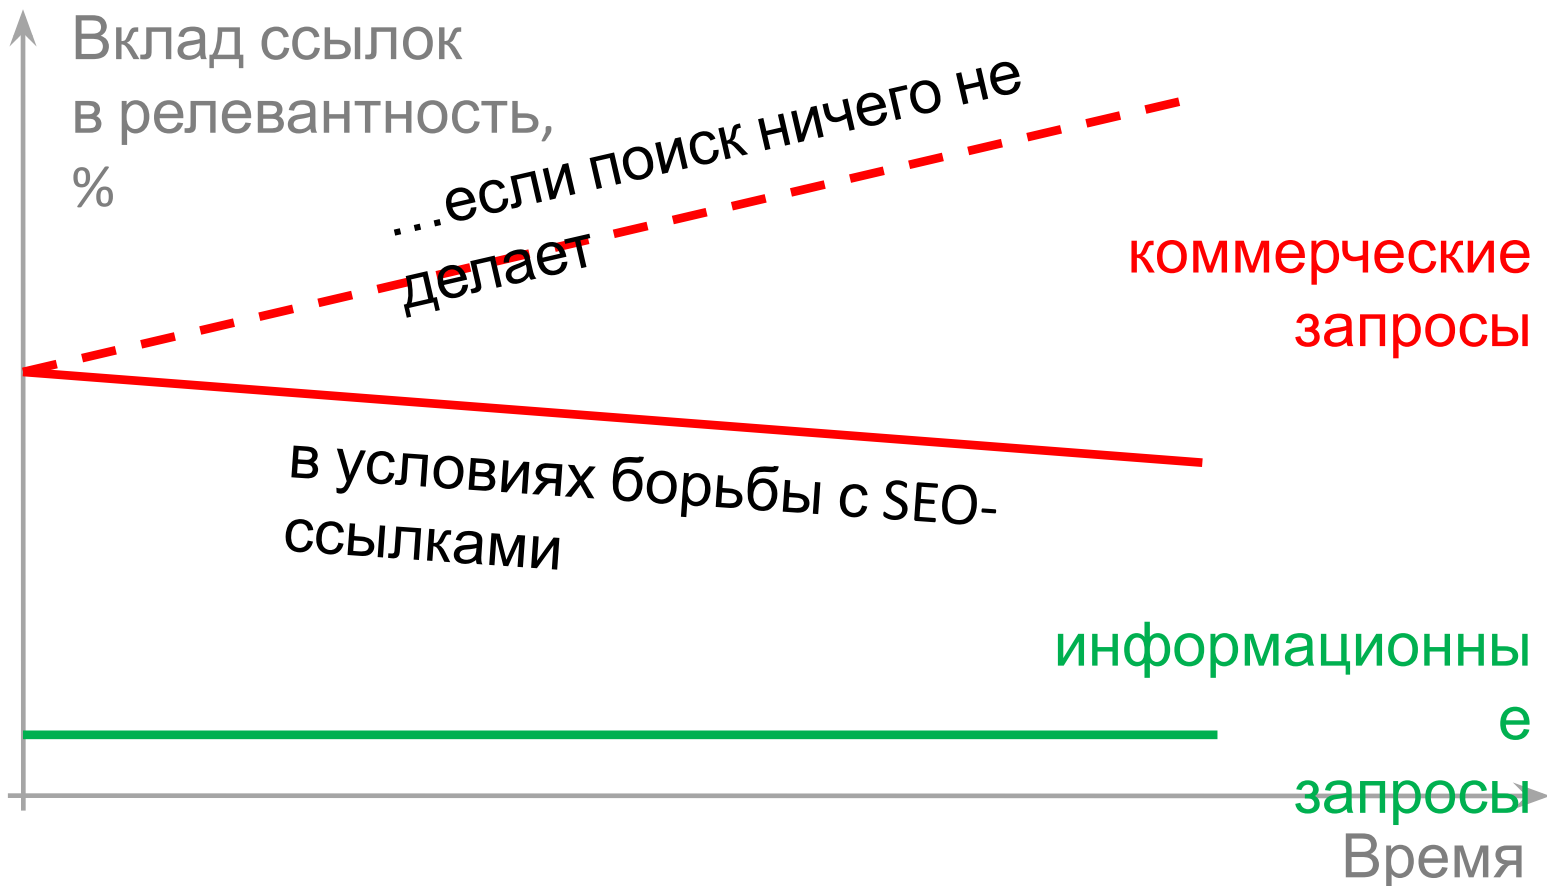 Вклад ссылок
в релевантность,
%
…если поиск ничего не
делает
коммерческие
запросы
в условиях борьбы с SEO-
ссылками
информационны
е
запросы
Время